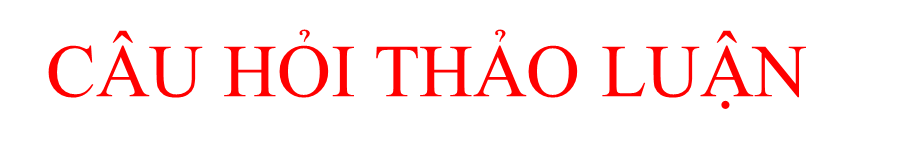 CÂU HỎI THẢO LUẬN